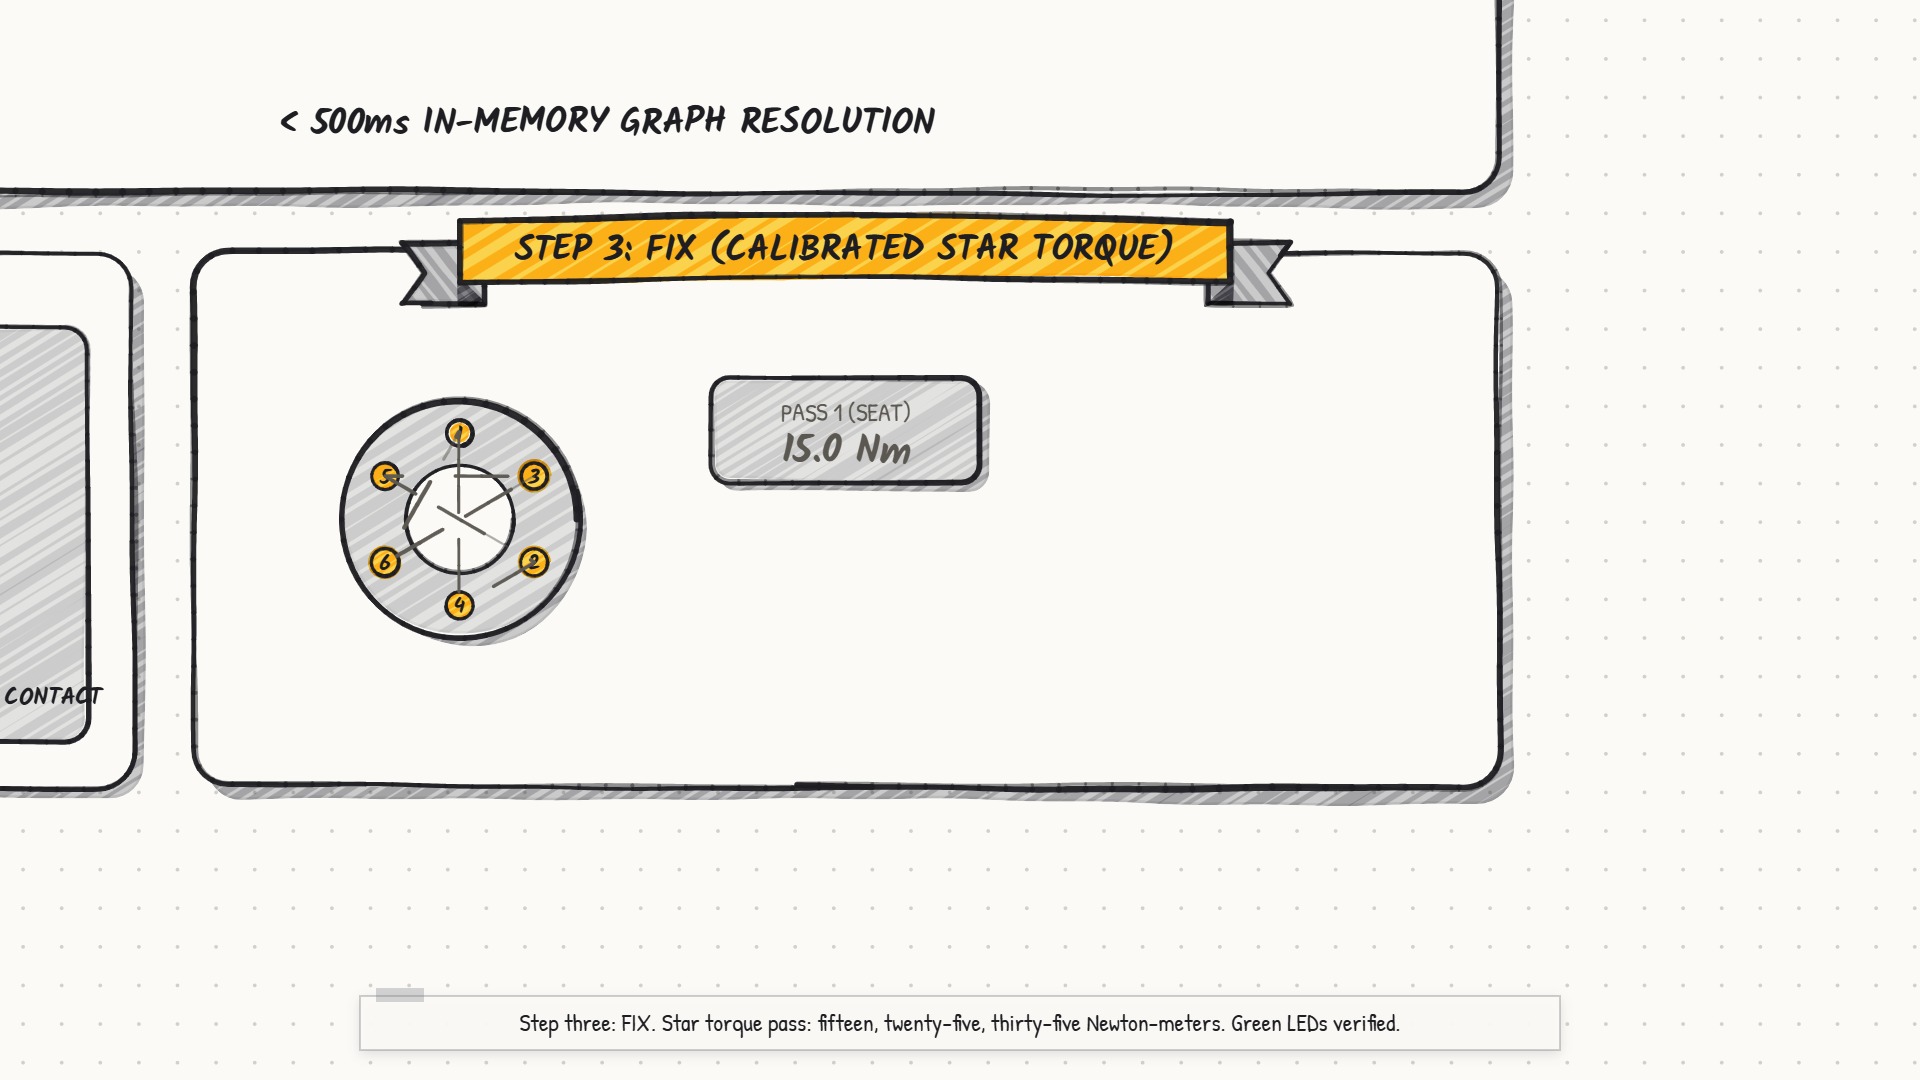 < 500ms IN-MEMORY GRAPH RESOLUTION
STEP 3: FIX (CALIBRATED STAR TORQUE)
PASS 1 (SEAT)
15.0 Nm
1
5
3
6
2
4
CONTACT
Step three: FIX. Star torque pass: fifteen, twenty-five, thirty-five Newton-meters. Green LEDs verified.